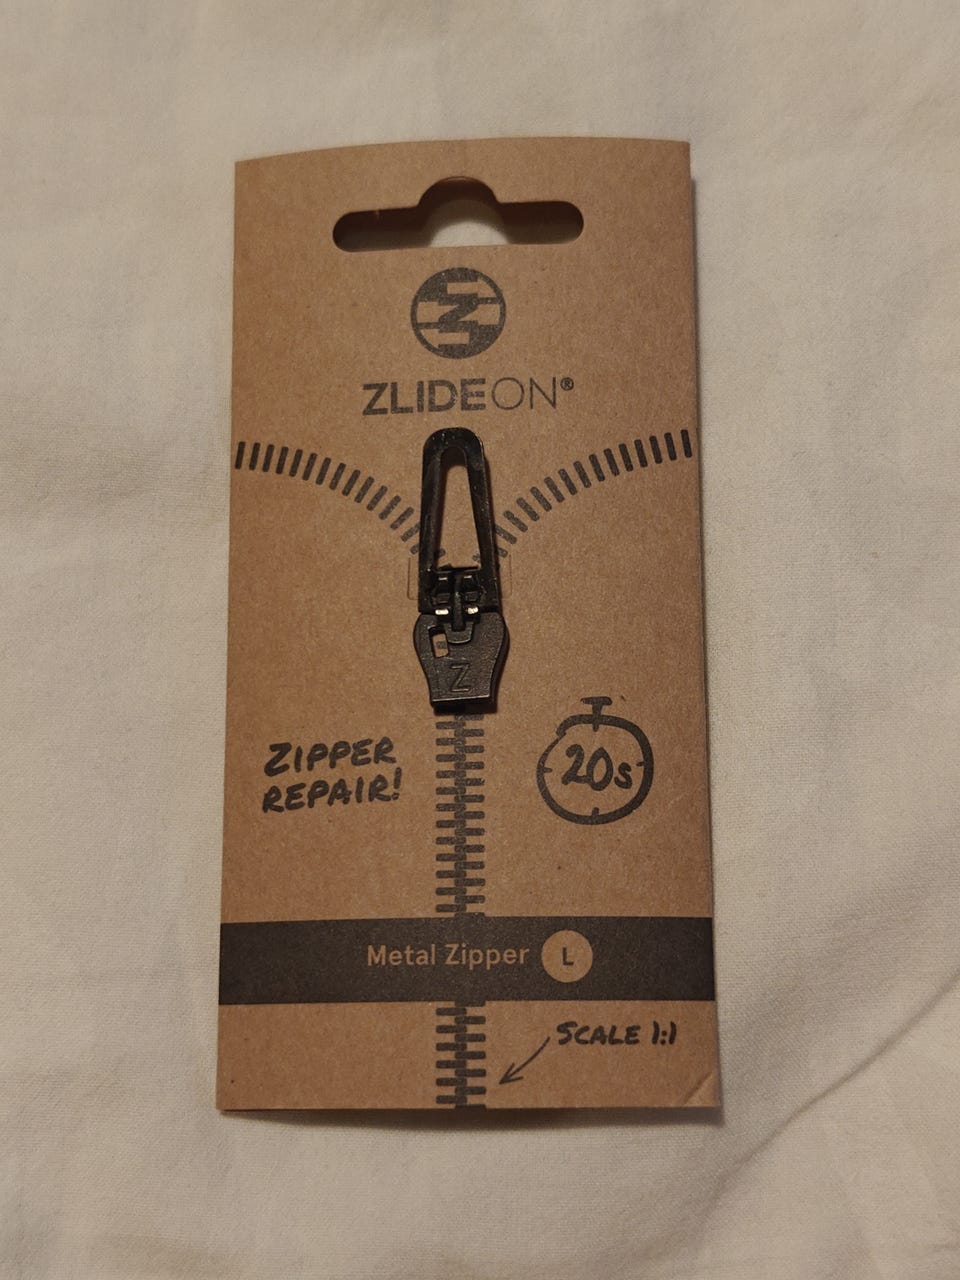 ZLIDEON®
Z
ZIPPER
REPAIR!
20s
Metal Zipper L
SCALE 1:1